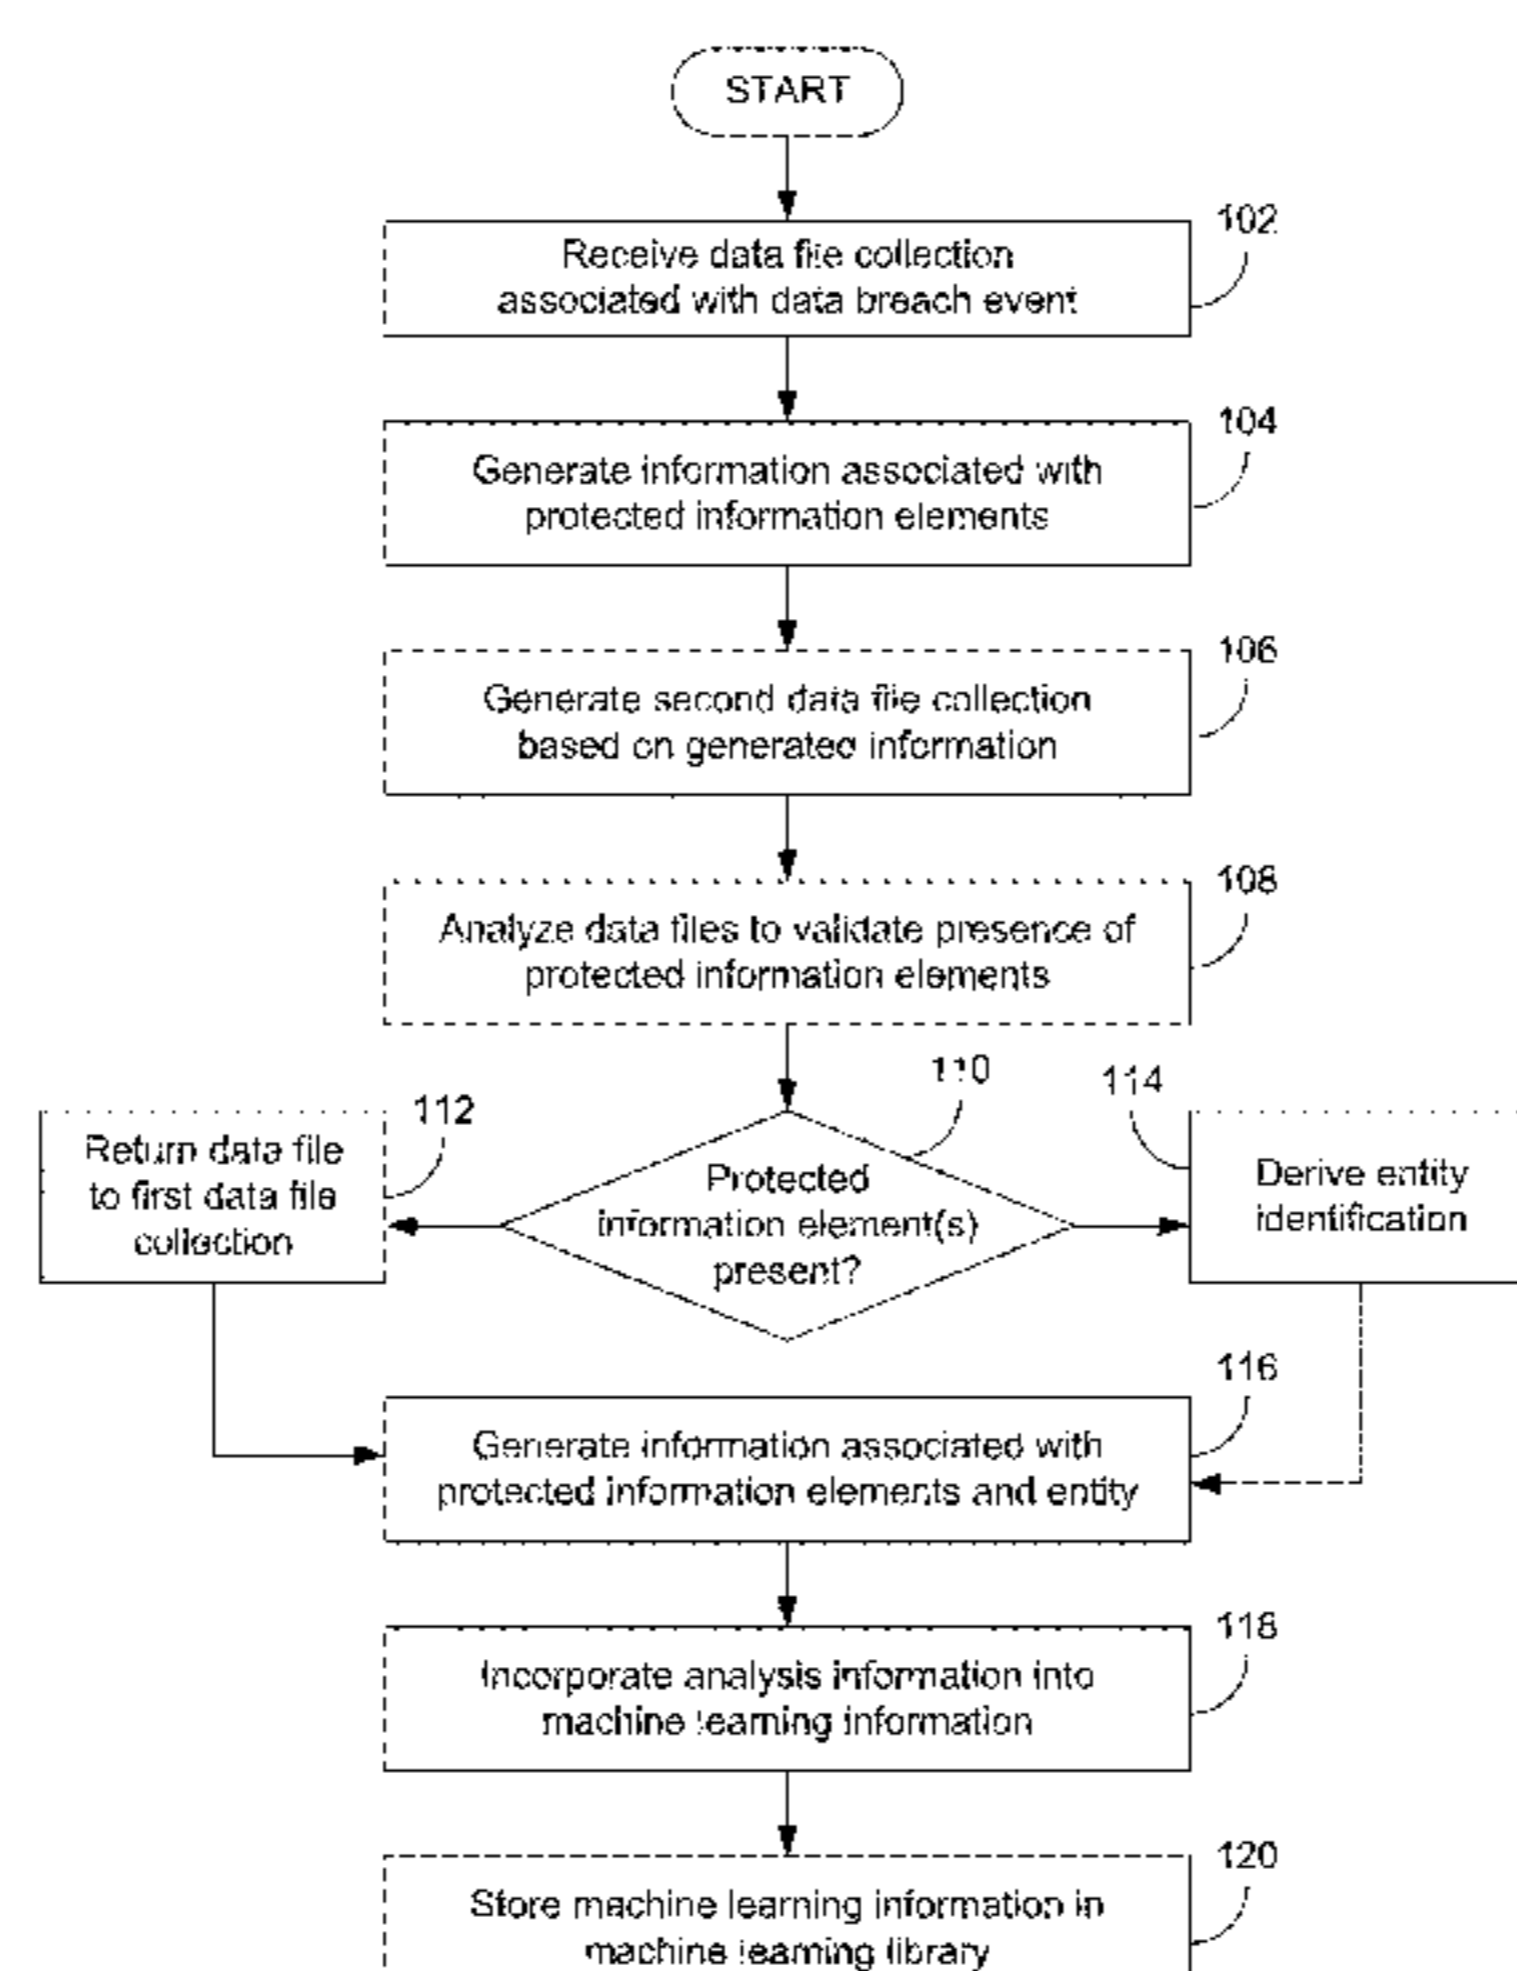 START
102
Receive data file collection
associated with data breach event
104
Generate information associated with
protected information elements
106
Generate second data file collection
based on generated information
108
Analyze data files to validate presence of
protected information elements
110
114
112
Return data file
to first data file
collection
Protected
information element(s)
present?
Derive entity
identification
116
Generate information associated with
protected information elements and entity
118
Incorporate analysis information into
machine learning information
120
Store machine learning information in
machine learning library